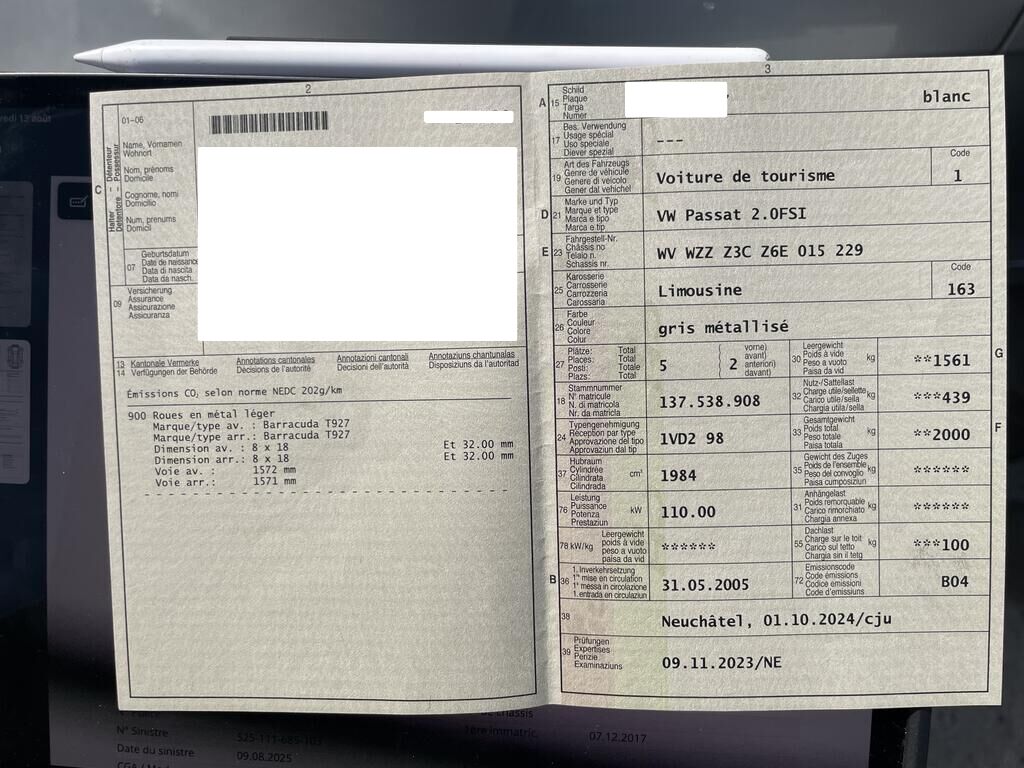 2
01-06
Halter Détenteur
Detentore Possessur
C
Name, Vornamen
Wohnort
Nom, prénoms
Domicile
Cognome, nomi
Domicilio
Num, prenums
Domicil
07
Geburtsdatum
Date de naissance
Data di nascita
Data da nasch.
09
Versicherung
Assurance
Assicurazione
Assicuranza
13 Kantonale Vermerke Annotations cantonales Annotazioni cantonali Annotaziuns chantunalas
14 Verfügungen der Behörde Décisions de l'autorité Decisioni dell'autorità Disposiziuns da l'autoritad
Émissions CO2 selon norme NEDC 202g/km
900 Roues en métal léger
Marque/type av.: Barracuda T927
Marque/type arr.: Barracuda T927
Dimension av. : 8 x 18 Et 32.00 mm
Dimension arr.: 8 x 18 Et 32.00 mm
Voie av. : 1572 mm
Voie arr.: 1571 mm
3
A 15
Schild
Plaque
Targa
Numer
blanc
17
Bes. Verwendung
Usage spécial
Uso speciale
Diever spezial
---
19
Art des Fahrzeugs
Genre de véhicule
Genere di veicolo
Gener dal vehichel
Voiture de tourisme
Code
1
D 21
Marke und Typ
Marque et type
Marca e tipo
Marca e tip
VW Passat 2.0FSI
E 23
Fahrgestell-Nr.
Châssis no
Telaio n.
Schassis nr.
WV WZZ Z3C Z6E 015 229
25
Karosserie
Carrosserie
Carrozzeria
Carossaria
Limousine
Code
163
26
Farbe
Couleur
Colore
Colur
gris métallisé
27
Plätze: Total
Places: Total
Posti: Totale
Plazs: Total
5
2
vorne)
avant)
anteriori)
davant)
30
Leergewicht
Poids à vide
Peso a vuoto
Paisa da vid
kg
**1561
G
18
Stammnummer
N° matricule
N. di matricola
Nr. da matricla
137.538.908
32
Nutz-/Sattellast
Charge utile/sellette
Carico utile/sella
Chargia utila/sella
kg
***439
24
Typengenehmigung
Réception par type
Approvazione del tipo
Approvaziun dal tip
1VD2 98
33
Gesamtgewicht
Poids total
Peso totale
Paisa totala
kg
**2000
F
37
Hubraum
Cylindrée
Cilindrata
Cilindrada
cm³
1984
35
Gewicht des Zuges
Poids de l'ensemble
Peso del convoglio
Paisa cumposiziun
kg
******
76
Leistung
Puissance
Potenza
Prestaziun
kW
110.00
31
Anhängelast
Poids remorquable
Carico rimorchiato
Chargia annexa
kg
******
78 kW/kg
Leergewicht
poids à vide
peso a vuoto
paisa da vid
******
55
Dachlast
Charge sur le toit
Carico sul tetto
Chargia sin il tetg
kg
***100
B 36
1. Inverkehrsetzung
1re mise en circulation
1a messa in circolazione
1. entrada en circulaziun
31.05.2005
72
Emissionscode
Code émissions
Codice emissioni
Code d'emissiuns
B04
38
Neuchâtel, 01.10.2024/cju
39
Prüfungen
Expertises
Perizie
Examinaziuns
09.11.2023/NE
N° Sinistre 525-111-685-103
1ère Immatric. 07.12.2017
Date du sinistre 09.08.2025